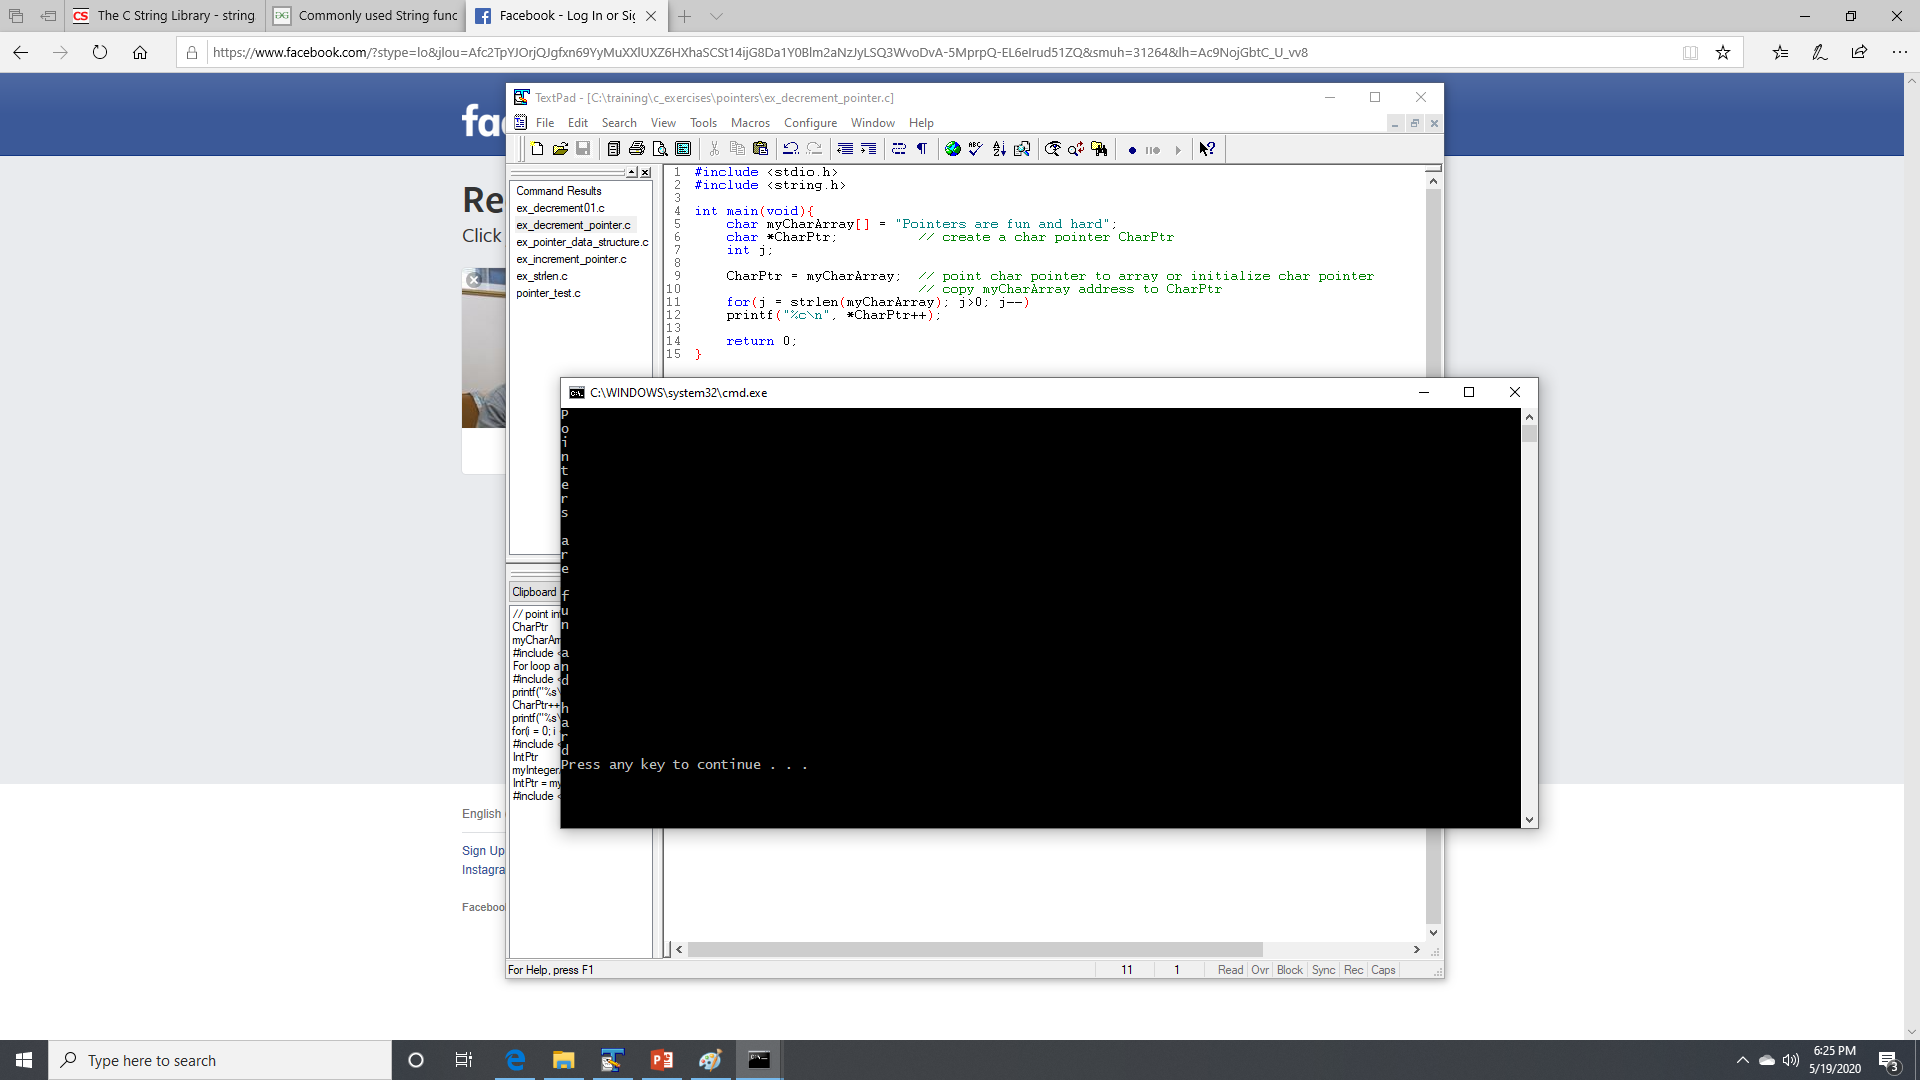 The C String Library - string
Commonly used String func
Facebook - Log In or Si
https://www.facebook.com/?stype=lo&jlou=Afc2TpYJOrjQJgfxn69YyMuXXlUXZ6HXhaSCSt14ijG8Da1Y0Blm2aNzJyLSQ3WvoDvA-5MprpQ-EL6eIrud51ZQ&smuh=31264&lh=Ac9NojGbtC_U_vv8
TextPad - [C:\training\c_exercises\pointers\ex_decrement_pointer.c]
File Edit Search View Tools Macros Configure Window Help
Command Results
ex_decrement01.c
ex_decrement_pointer.c
ex_pointer_data_structure.c
ex_increment_pointer.c
ex_strlen.c
pointer_test.c
1 #include <stdio.h>
2 #include <string.h>
3
4 int main(void){
5 char myCharArray[] = "Pointers are fun and hard";
6 char *CharPtr; // create a char pointer CharPtr
7 int j;
8
9 CharPtr = myCharArray; // point char pointer to array or initialize char pointer
10 // copy myCharArray address to CharPtr
11 for(j = strlen(myCharArray); j>0; j--)
12 printf("%c\n", *CharPtr++);
13
14 return 0;
15 }
fac
Re
Click
C:\WINDOWS\system32\cmd.exe
P
o
i
n
t
e
r
s

a
r
e

f
u
n

a
n
d

h
a
r
d
Press any key to continue . . .
Clipboard
// point in
CharPtr
myCharArr
#include <
For loop a
#include <
printf("%s\
CharPtr++
printf("%s\
for(i = 0; i
#include <
IntPtr
myInteger
IntPtr = my
#include <
English
Sign Up
Instagra
Faceboo
For Help, press F1
11 1 Read Ovr Block Sync Rec Caps
Type here to search
6:25 PM
5/19/2020
3